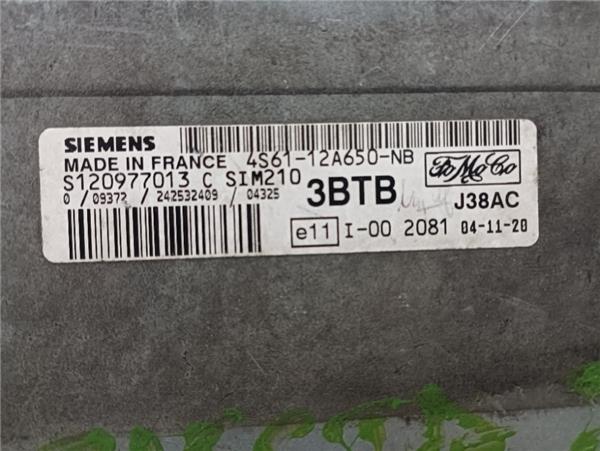 SIEMENS
MADE IN FRANCE 4S61-12A650-NB
S120977013 C SIM210 3BTB FoMoCo
0 / 09372 / 242532409 / 04325 J38AC
e11 I-00 2081 04-11-20